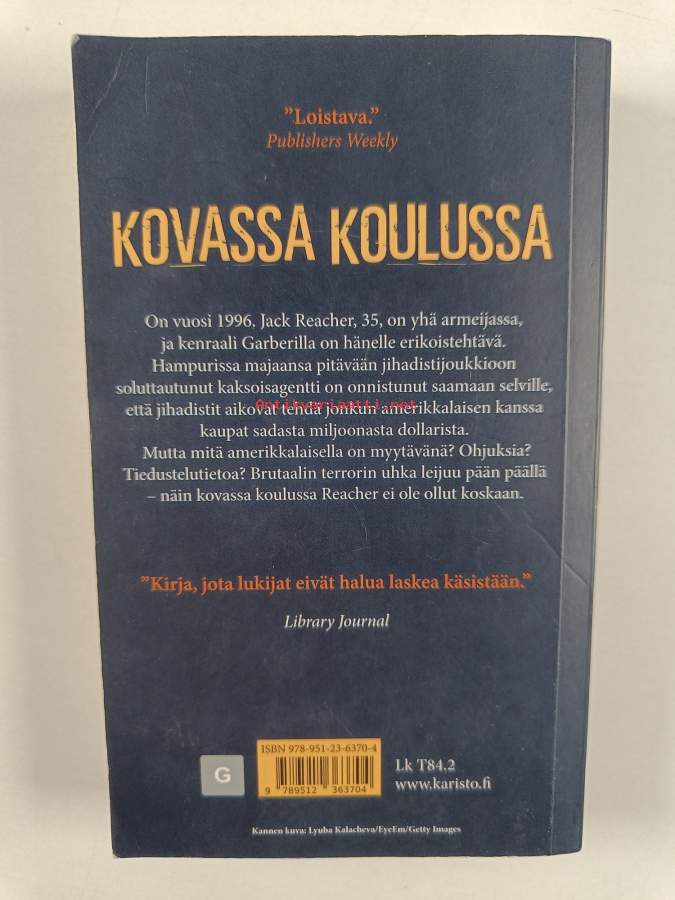 ”Loistava.”
Publishers Weekly
KOVASSA KOULUSSA
On vuosi 1996. Jack Reacher, 35, on yhä armeijassa,
ja kenraali Garberilla on hänelle erikoistehtävä.
Hampurissa majaansa pitävään jihadistijoukkioon
soluttautunut kaksoisagentti on onnistunut saamaan selville,
että jihadistit aikovat tehdä jonkun amerikkalaisen kanssa
Antikvariaatti.net
kaupat sadasta miljoonasta dollarista.
Mutta mitä amerikkalaisella on myytävänä? Ohjuksia?
Tiedustelutietoa? Brutaalin terrorin uhka leijuu pään päällä
– näin kovassa koulussa Reacher ei ole ollut koskaan.
”Kirja, jota lukijat eivät halua laskea käsistään.”
Library Journal
ISBN 978-951-23-6370-4
G
9 789512 363704
Lk T84.2
www.karisto.fi
Kannen kuva: Lyuba Kalacheva/EyeEm/Getty Images